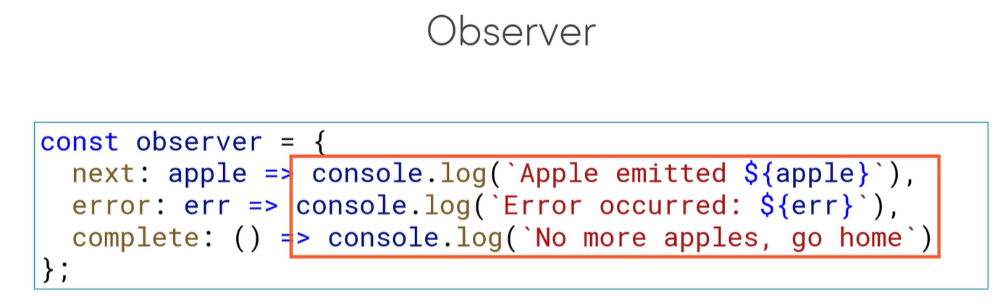 Observer
const observer = {
  next: apple => console.log(`Apple emitted ${apple}`),
  error: err => console.log(`Error occurred: ${err}`),
  complete: () => console.log(`No more apples, go home`)
};